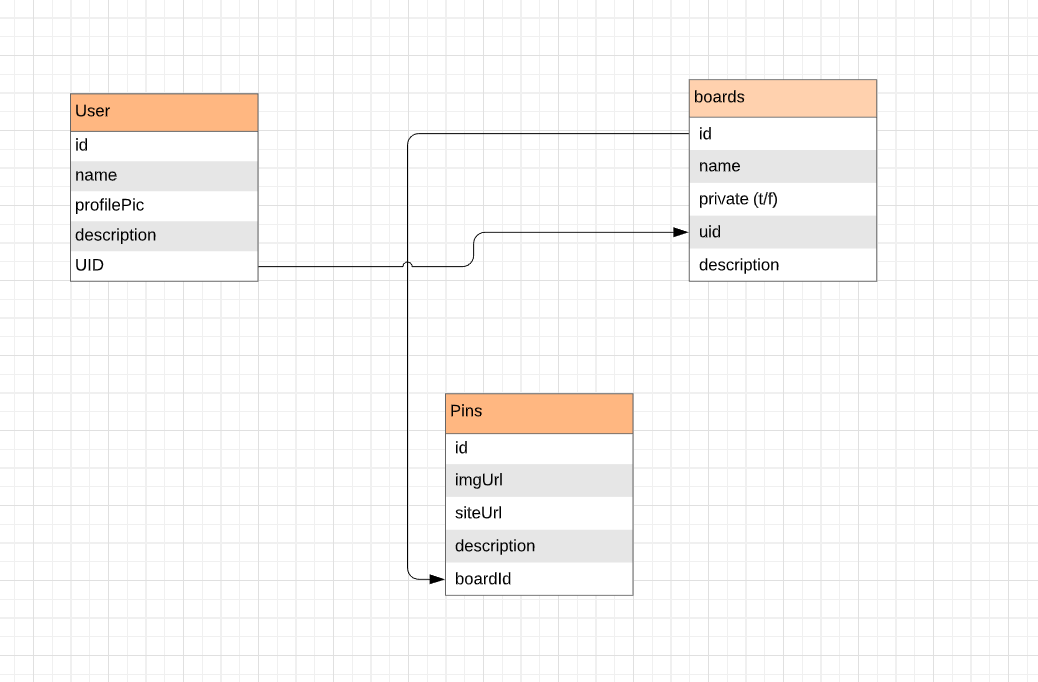 User
id
name
profilePic
description
UID
boards
id
name
private (t/f)
uid
description
Pins
id
imgUrl
siteUrl
description
boardId